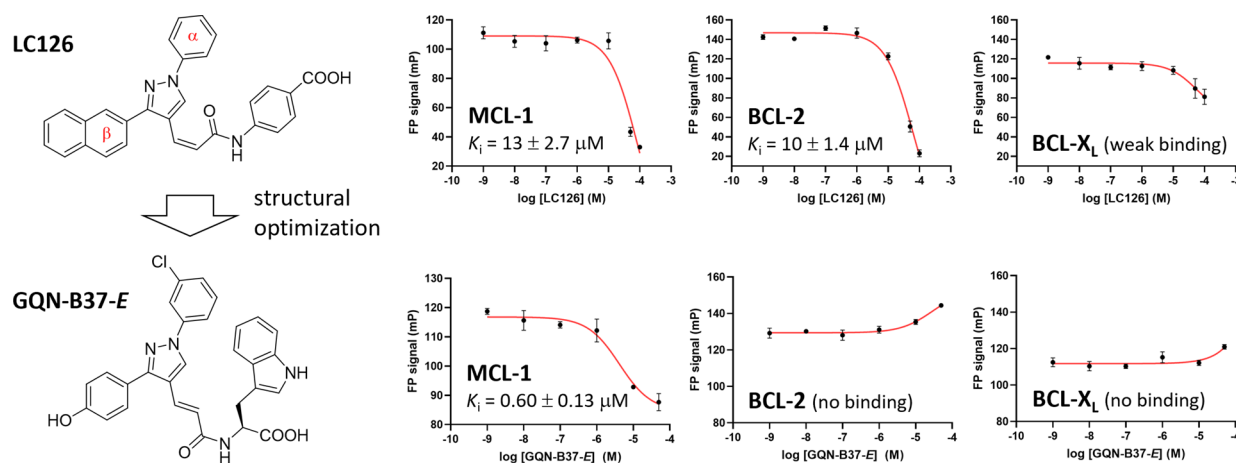 LC126
α
N
N
β
O
N
H
COOH
structural
optimization
GQN-B37-E
Cl
N
N
HO
O
N
H
NH
COOH
FP signal (mP)
120
100
80
60
40
20
MCL-1
Ki = 13 ± 2.7 μM
-10 -9 -8 -7 -6 -5 -4 -3
log [LC126] (M)
FP signal (mP)
160
140
120
100
80
60
40
20
BCL-2
Ki = 10 ± 1.4 μM
-10 -9 -8 -7 -6 -5 -4 -3
log [LC126] (M)
FP signal (mP)
160
140
120
100
80
60
40
20
BCL-XL (weak binding)
-10 -9 -8 -7 -6 -5 -4 -3
log [LC126] (M)
FP signal (mP)
130
120
110
100
90
80
MCL-1
Ki = 0.60 ± 0.13 μM
-10 -9 -8 -7 -6 -5 -4
log [GQN-B37-E] (M)
FP signal (mP)
160
140
120
100
80
BCL-2 (no binding)
-10 -9 -8 -7 -6 -5 -4
log [GQN-B37-E] (M)
FP signal (mP)
160
140
120
100
80
BCL-XL (no binding)
-10 -9 -8 -7 -6 -5 -4
log [GQN-B37-E] (M)